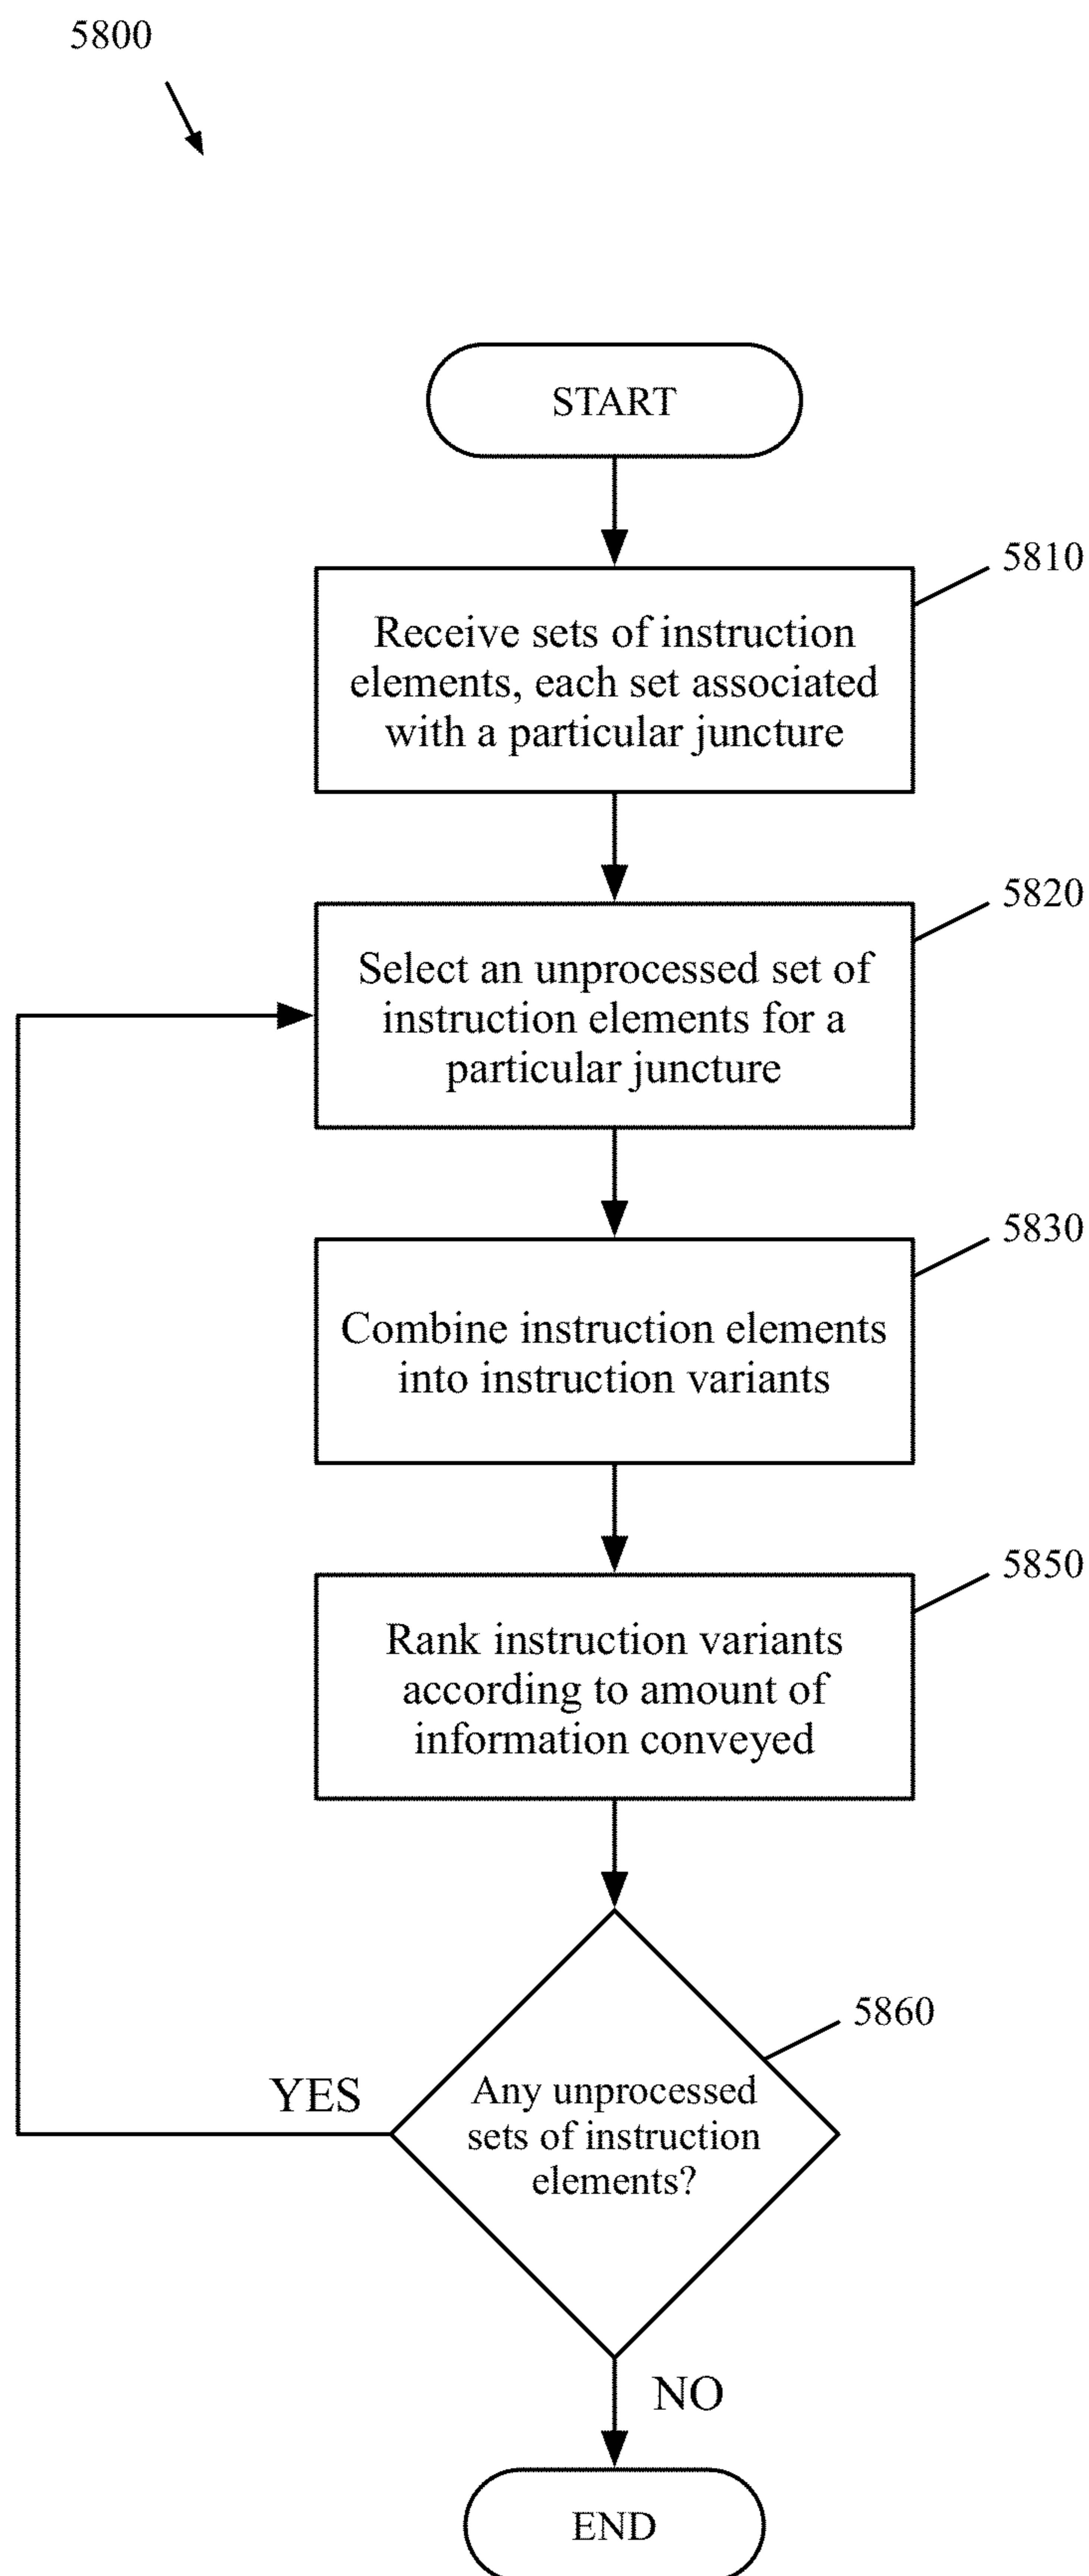 5800
START
5810
Receive sets of instruction
elements, each set associated
with a particular juncture
5820
Select an unprocessed set of
instruction elements for a
particular juncture
5830
Combine instruction elements
into instruction variants
5850
Rank instruction variants
according to amount of
information conveyed
5860
Any unprocessed
sets of instruction
elements?
YES
NO
END